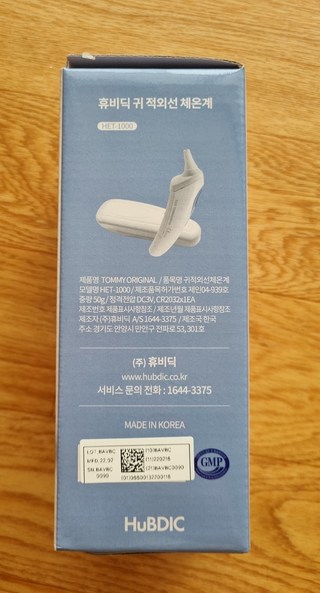 휴비딕 귀 적외선 체온계
HET-1000
제품명 TOMMY ORIGINAL / 품목명 귀적외선체온계
모델명 HET-1000 / 제조품목허가번호 제인04-939호
중량 50g / 정격전압 DC3V, CR2032x1EA
제조번호 제품표시사항참조 / 제조년월 제품표시사항참조
제조자 (주)휴비딕 A/S 1644-3375 / 제조국 한국
주소 경기도 안양시 만안구 전파로 53, 301호
(주) 휴비딕
www.hubdic.co.kr
서비스 문의 전화 : 1644-3375
MADE IN KOREA
GMP
HuBDIC